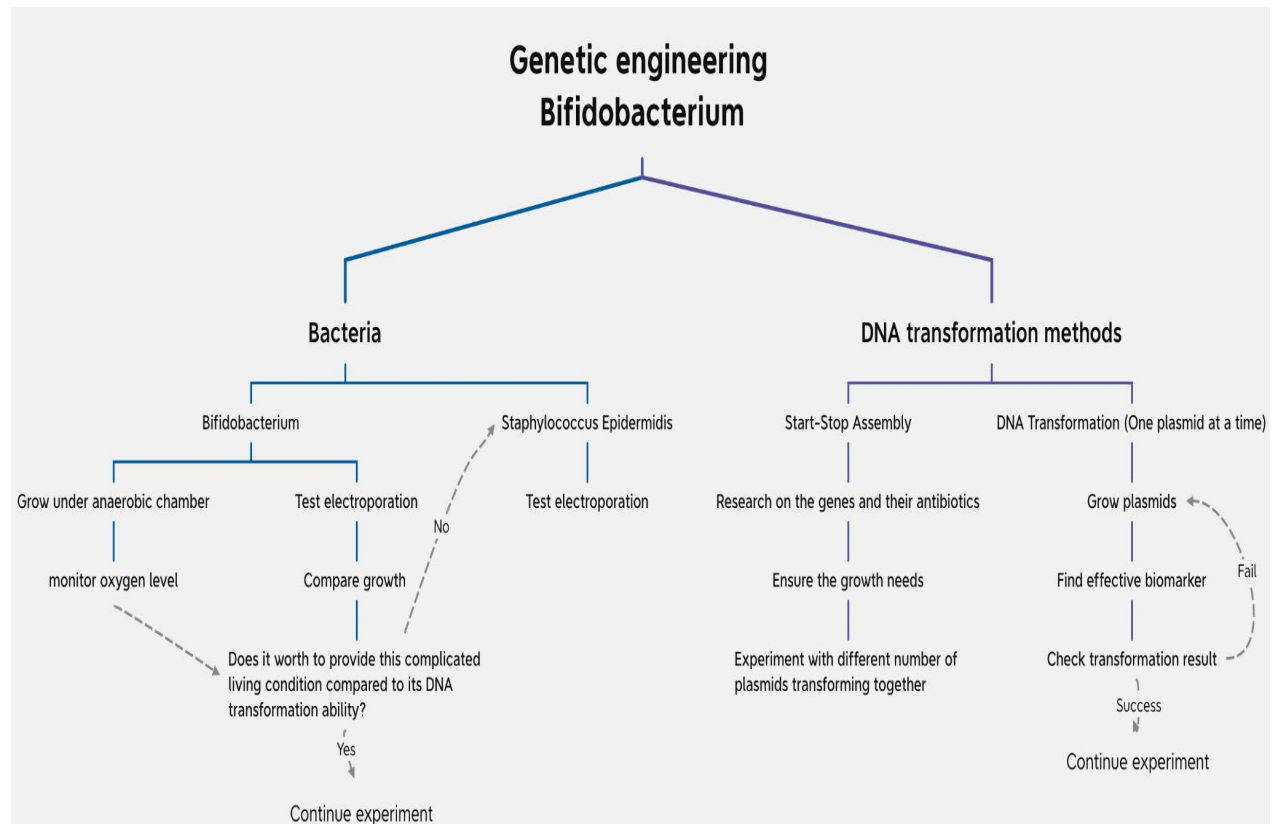 Genetic engineering
Bifidobacterium
Bacteria
DNA transformation methods
Bifidobacterium
Staphylococcus Epidermidis
Start-Stop Assembly
DNA Transformation (One plasmid at a time)
Grow under anaerobic chamber
Test electroporation
Test electroporation
Research on the genes and their antibiotics
Grow plasmids
No
monitor oxygen level
Compare growth
Ensure the growth needs
Find effective biomarker
Fail
Does it worth to provide this complicated
living condition compared to its DNA
transformation ability?
Experiment with different number of
plasmids transforming together
Check transformation result
Success
Yes
Continue experiment
Continue experiment